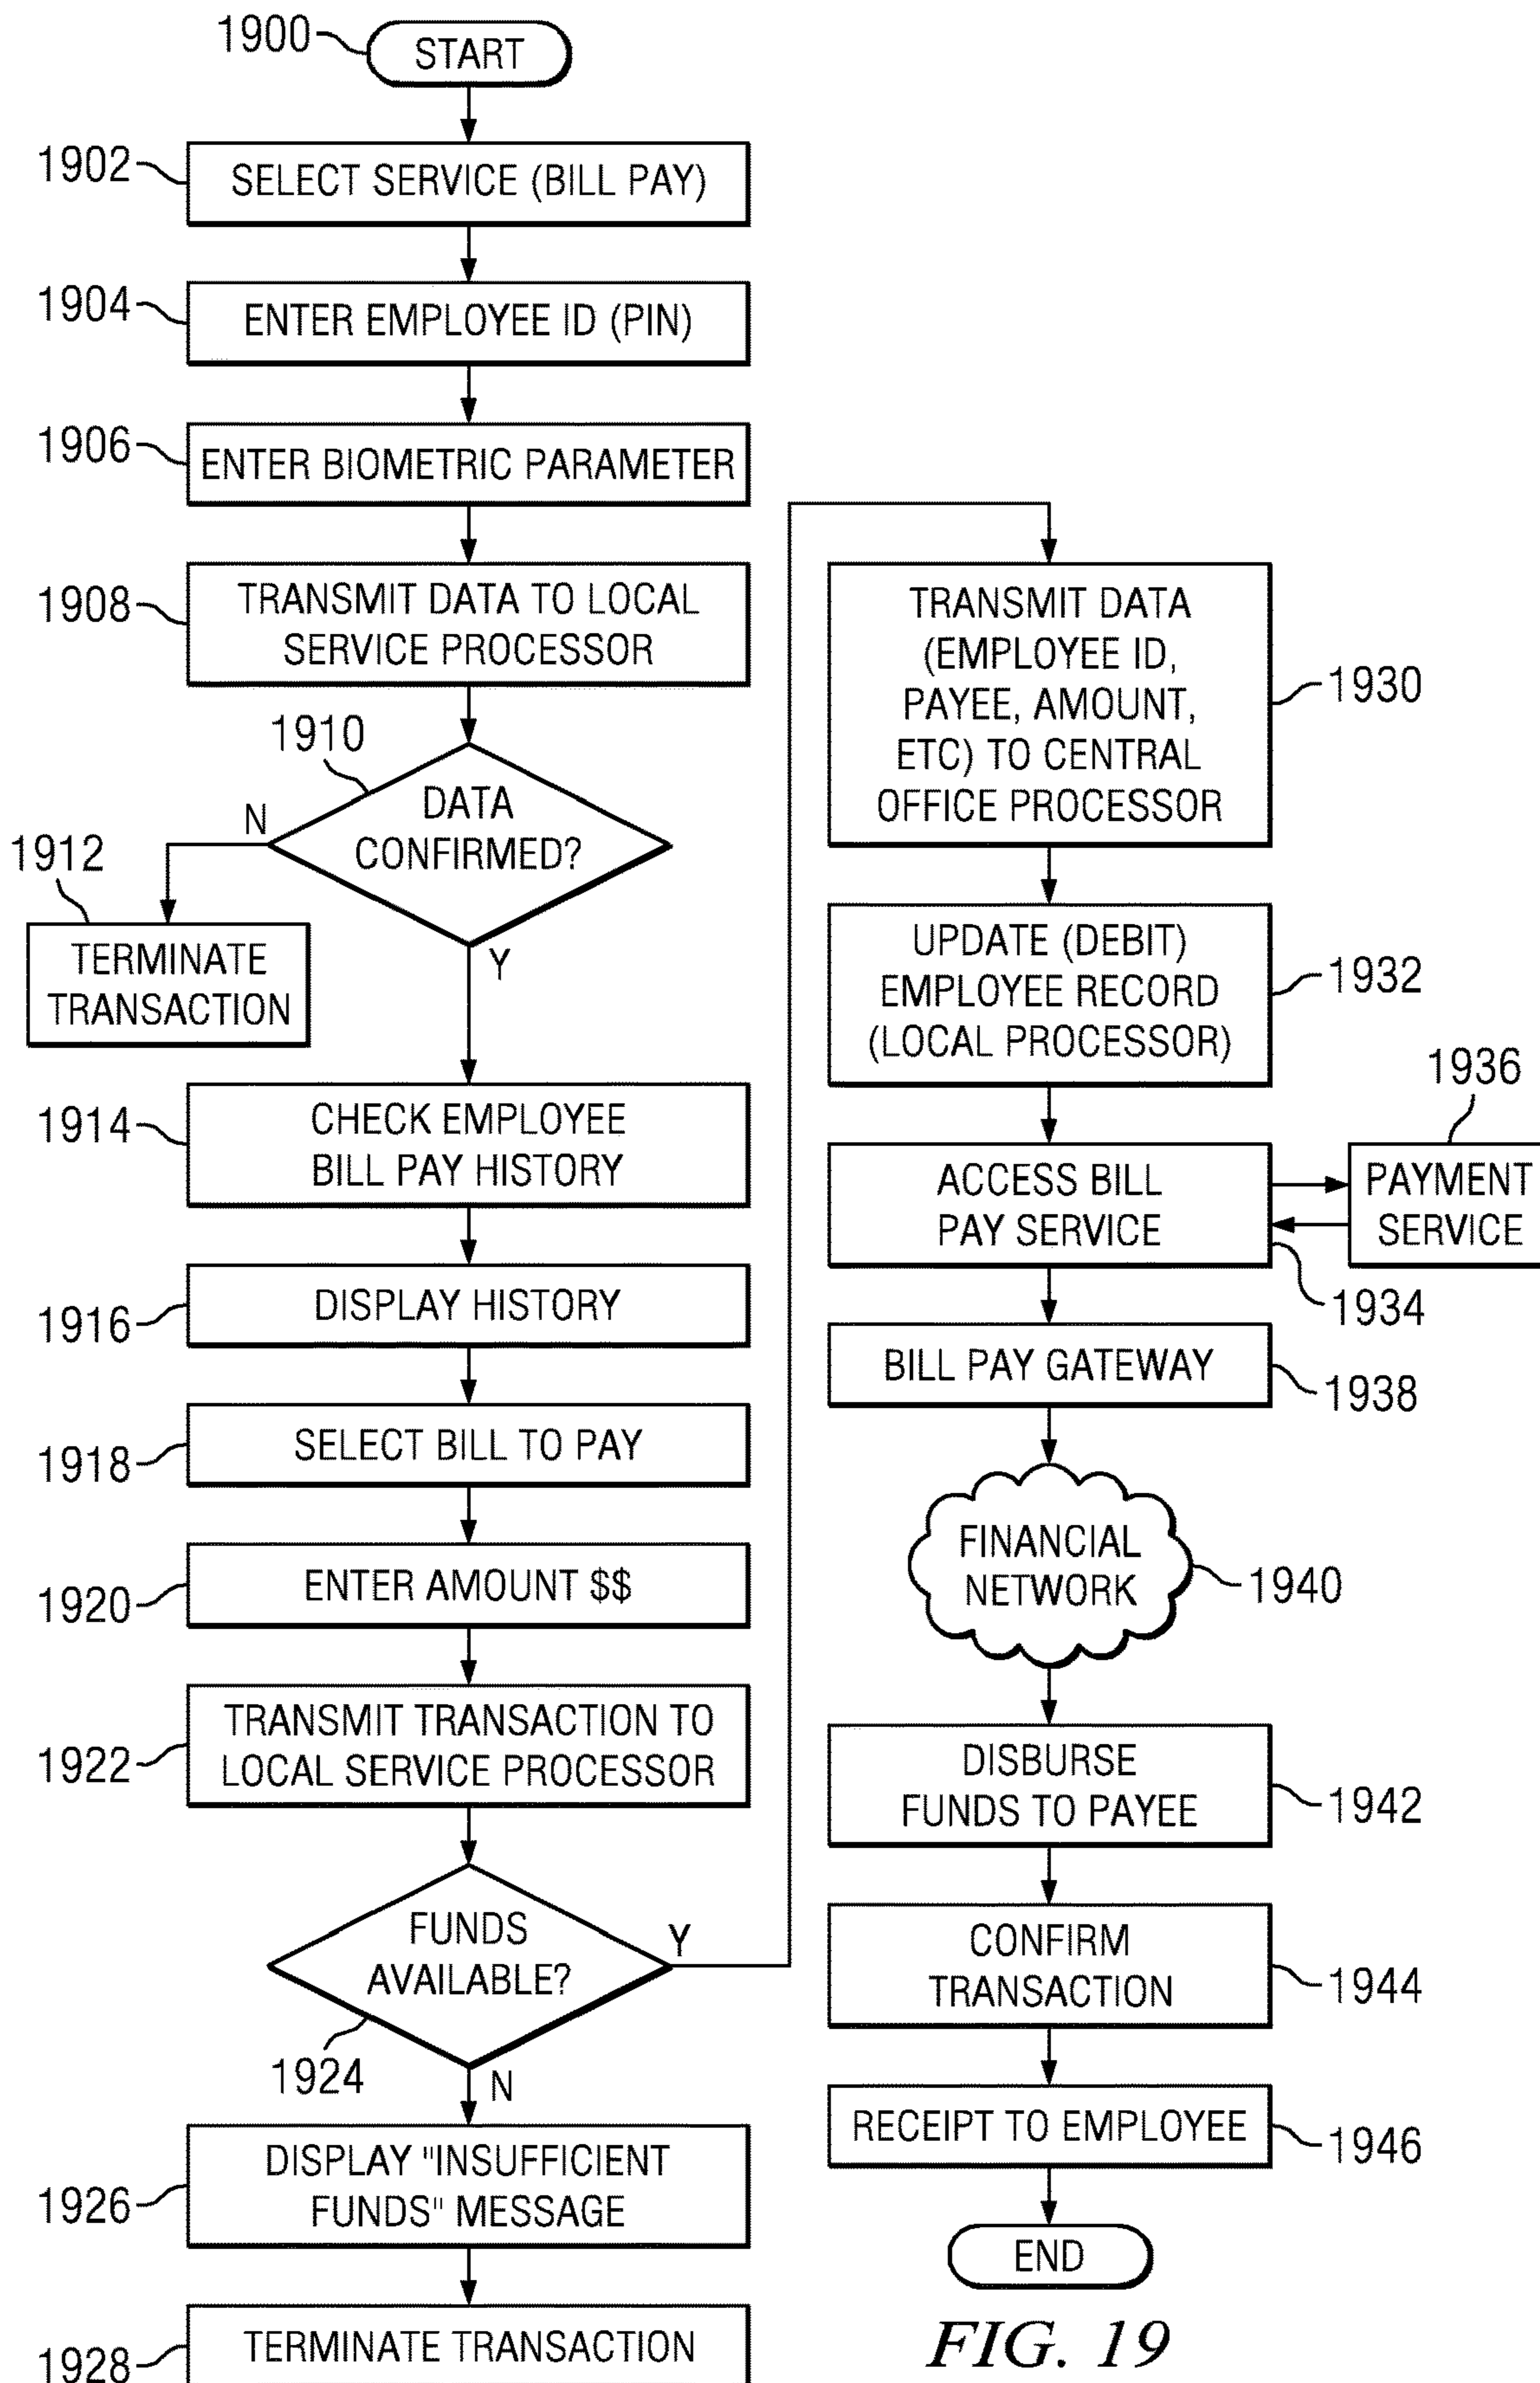 1900
START
1902
SELECT SERVICE (BILL PAY)
1904
ENTER EMPLOYEE ID (PIN)
1906
ENTER BIOMETRIC PARAMETER
1908
TRANSMIT DATA TO LOCAL
SERVICE PROCESSOR
1910
DATA
CONFIRMED?
N
Y
1912
TERMINATE
TRANSACTION
1914
CHECK EMPLOYEE
BILL PAY HISTORY
1916
DISPLAY HISTORY
1918
SELECT BILL TO PAY
1920
ENTER AMOUNT $$
1922
TRANSMIT TRANSACTION TO
LOCAL SERVICE PROCESSOR
FUNDS
AVAILABLE?
Y
1924
N
1926
DISPLAY "INSUFFICIENT
FUNDS" MESSAGE
1928
TERMINATE TRANSACTION
TRANSMIT DATA
(EMPLOYEE ID,
PAYEE, AMOUNT,
ETC) TO CENTRAL
OFFICE PROCESSOR
1930
UPDATE (DEBIT)
EMPLOYEE RECORD
(LOCAL PROCESSOR)
1932
ACCESS BILL
PAY SERVICE
1934
1936
PAYMENT
SERVICE
BILL PAY GATEWAY
1938
FINANCIAL
NETWORK
1940
DISBURSE
FUNDS TO PAYEE
1942
CONFIRM
TRANSACTION
1944
RECEIPT TO EMPLOYEE
1946
END
FIG. 19